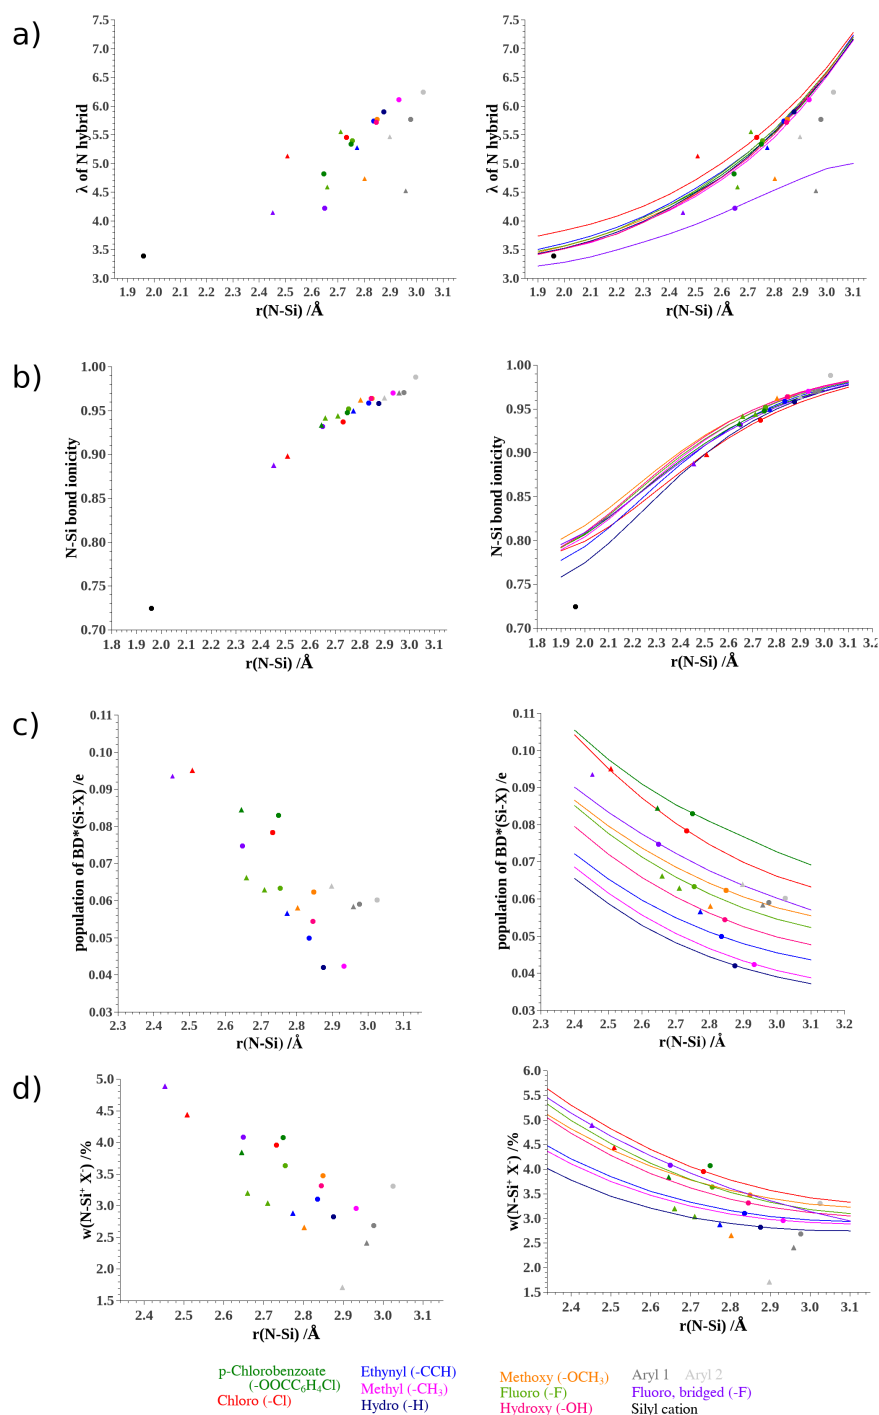 a)
7.5
7.0
6.5
6.0
5.5
5.0
4.5
4.0
3.5
3.0
λ of N hybrid
1.9 2.0 2.1 2.2 2.3 2.4 2.5 2.6 2.7 2.8 2.9 3.0 3.1
r(N-Si) /Å
7.5
7.0
6.5
6.0
5.5
5.0
4.5
4.0
3.5
3.0
λ of N hybrid
1.9 2.0 2.1 2.2 2.3 2.4 2.5 2.6 2.7 2.8 2.9 3.0 3.1
r(N-Si) /Å
b)
1.00
0.95
0.90
0.85
0.80
0.75
0.70
N-Si bond ionicity
1.8 1.9 2.0 2.1 2.2 2.3 2.4 2.5 2.6 2.7 2.8 2.9 3.0 3.1
r(N-Si) /Å
1.00
0.95
0.90
0.85
0.80
0.75
0.70
N-Si bond ionicity
1.8 1.9 2.0 2.1 2.2 2.3 2.4 2.5 2.6 2.7 2.8 2.9 3.0 3.1 3.2
r(N-Si) /Å
c)
0.11
0.10
0.09
0.08
0.07
0.06
0.05
0.04
0.03
population of BD*(Si-X) /e
2.3 2.4 2.5 2.6 2.7 2.8 2.9 3.0 3.1
r(N-Si) /Å
0.11
0.10
0.09
0.08
0.07
0.06
0.05
0.04
0.03
population of BD*(Si-X) /e
2.3 2.4 2.5 2.6 2.7 2.8 2.9 3.0 3.1 3.2
r(N-Si) /Å
d)
5.0
4.5
4.0
3.5
3.0
2.5
2.0
1.5
w(N-Si⁺ X⁻) /%
2.4 2.5 2.6 2.7 2.8 2.9 3.0 3.1
r(N-Si) /Å
6.0
5.5
5.0
4.5
4.0
3.5
3.0
2.5
2.0
1.5
w(N-Si⁺ X⁻) /%
2.4 2.5 2.6 2.7 2.8 2.9 3.0 3.1
r(N-Si) /Å
p-Chlorobenzoate
(-OOCC₆H₄Cl)
Chloro (-Cl)
Ethynyl (-CCH)
Methyl (-CH₃)
Hydro (-H)
Methoxy (-OCH₃)
Fluoro (-F)
Hydroxy (-OH)
Aryl 1 Aryl 2
Fluoro, bridged (-F)
Silyl cation